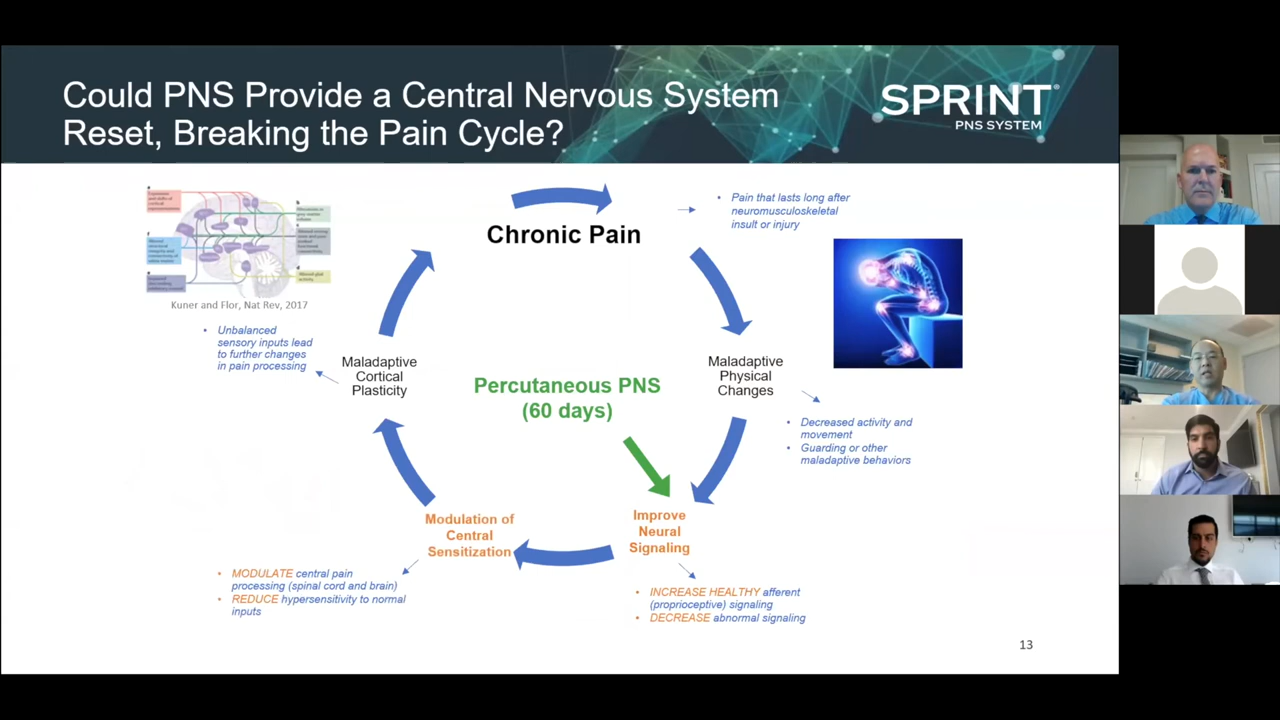 Could PNS Provide a Central Nervous System
Reset, Breaking the Pain Cycle?
SPRINT®
PNS SYSTEM
Kuner and Flor, Nat Rev, 2017
Chronic Pain
• Pain that lasts long after
neuromusculoskeletal
insult or injury
Maladaptive
Physical
Changes
• Decreased activity and
movement
• Guarding or other
maladaptive behaviors
Percutaneous PNS
(60 days)
Improve
Neural
Signaling
• INCREASE HEALTHY afferent
(proprioceptive) signaling
• DECREASE abnormal signaling
Modulation of
Central
Sensitization
• MODULATE central pain
processing (spinal cord and brain)
• REDUCE hypersensitivity to normal
inputs
Maladaptive
Cortical
Plasticity
• Unbalanced
sensory inputs lead
to further changes
in pain processing
13